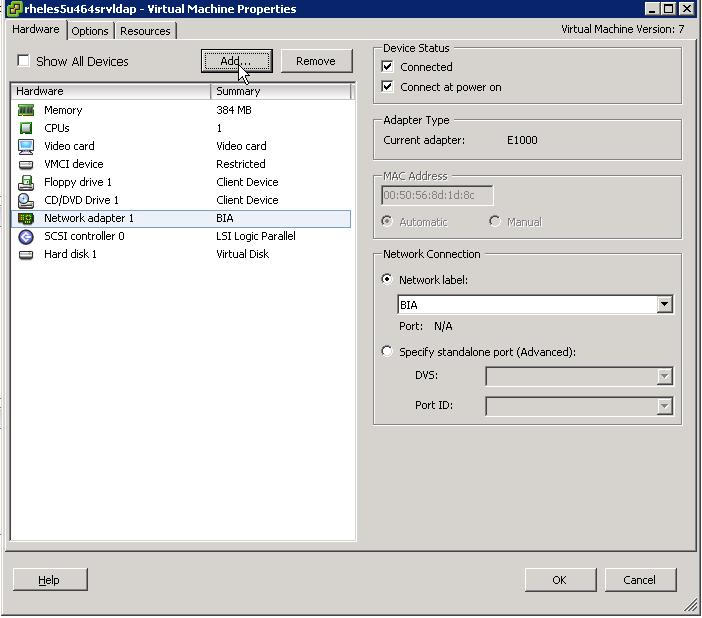 rheles5u464srvldap - Virtual Machine Properties
Hardware Options Resources
Virtual Machine Version: 7
Show All Devices
Add... Remove
Hardware Summary
Memory 384 MB
CPUs 1
Video card Video card
VMCI device Restricted
Floppy drive 1 Client Device
CD/DVD Drive 1 Client Device
Network adapter 1 BIA
SCSI controller 0 LSI Logic Parallel
Hard disk 1 Virtual Disk
Device Status
Connected
Connect at power on
Adapter Type
Current adapter: E1000
MAC Address
00:50:56:8d:1d:8c
Automatic Manual
Network Connection
Network label:
BIA
Port: N/A
Specify standalone port (Advanced):
DVS:
Port ID:
Help OK Cancel